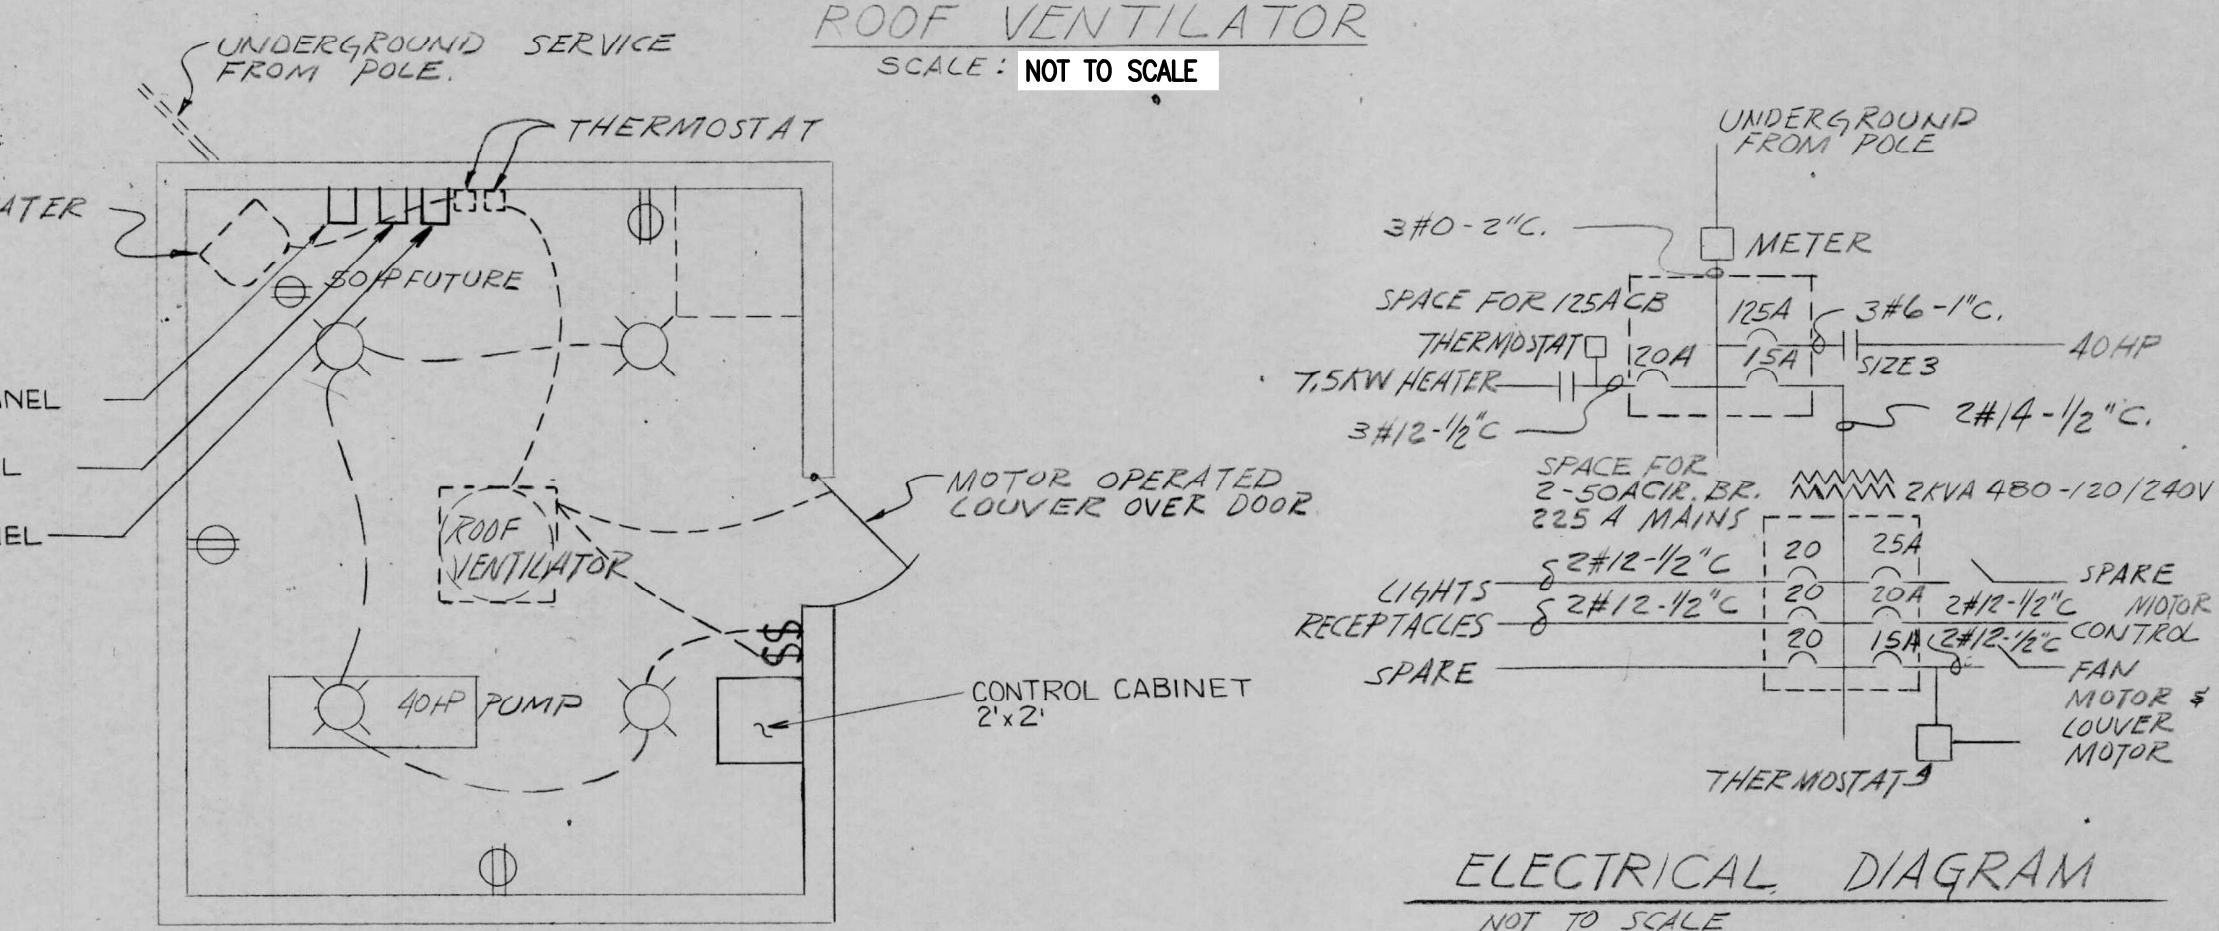 ROOF VENTILATOR
SCALE: NOT TO SCALE
UNDERGROUND SERVICE
FROM POLE.
THERMOSTAT
ATER
50HP FUTURE
NEL
L
EL
ROOF
VENTILATOR
MOTOR OPERATED
LOUVER OVER DOOR
SS
SS
40HP PUMP
CONTROL CABINET
2'x2'
UNDERGROUND
FROM POLE
3#0-2"C.
METER
SPACE FOR 125A CB
125A
3#6-1"C.
THERMOSTAT
20A
15A
SIZE 3
40HP
7.5KW HEATER
3#12-1/2"C
2#14-1/2"C.
SPACE FOR
2-50A CIR. BR.
225 A MAINS
2KVA 480-120/240V
LIGHTS
2#12-1/2"C
20
25A
SPARE
RECEPTACLES
2#12-1/2"C
20
20A
2#12-1/2"C
MOTOR
CONTROL
SPARE
20
15A
2#12-1/2"C
FAN
MOTOR &
LOUVER
MOTOR
THERMOSTAT
ELECTRICAL DIAGRAM
NOT TO SCALE